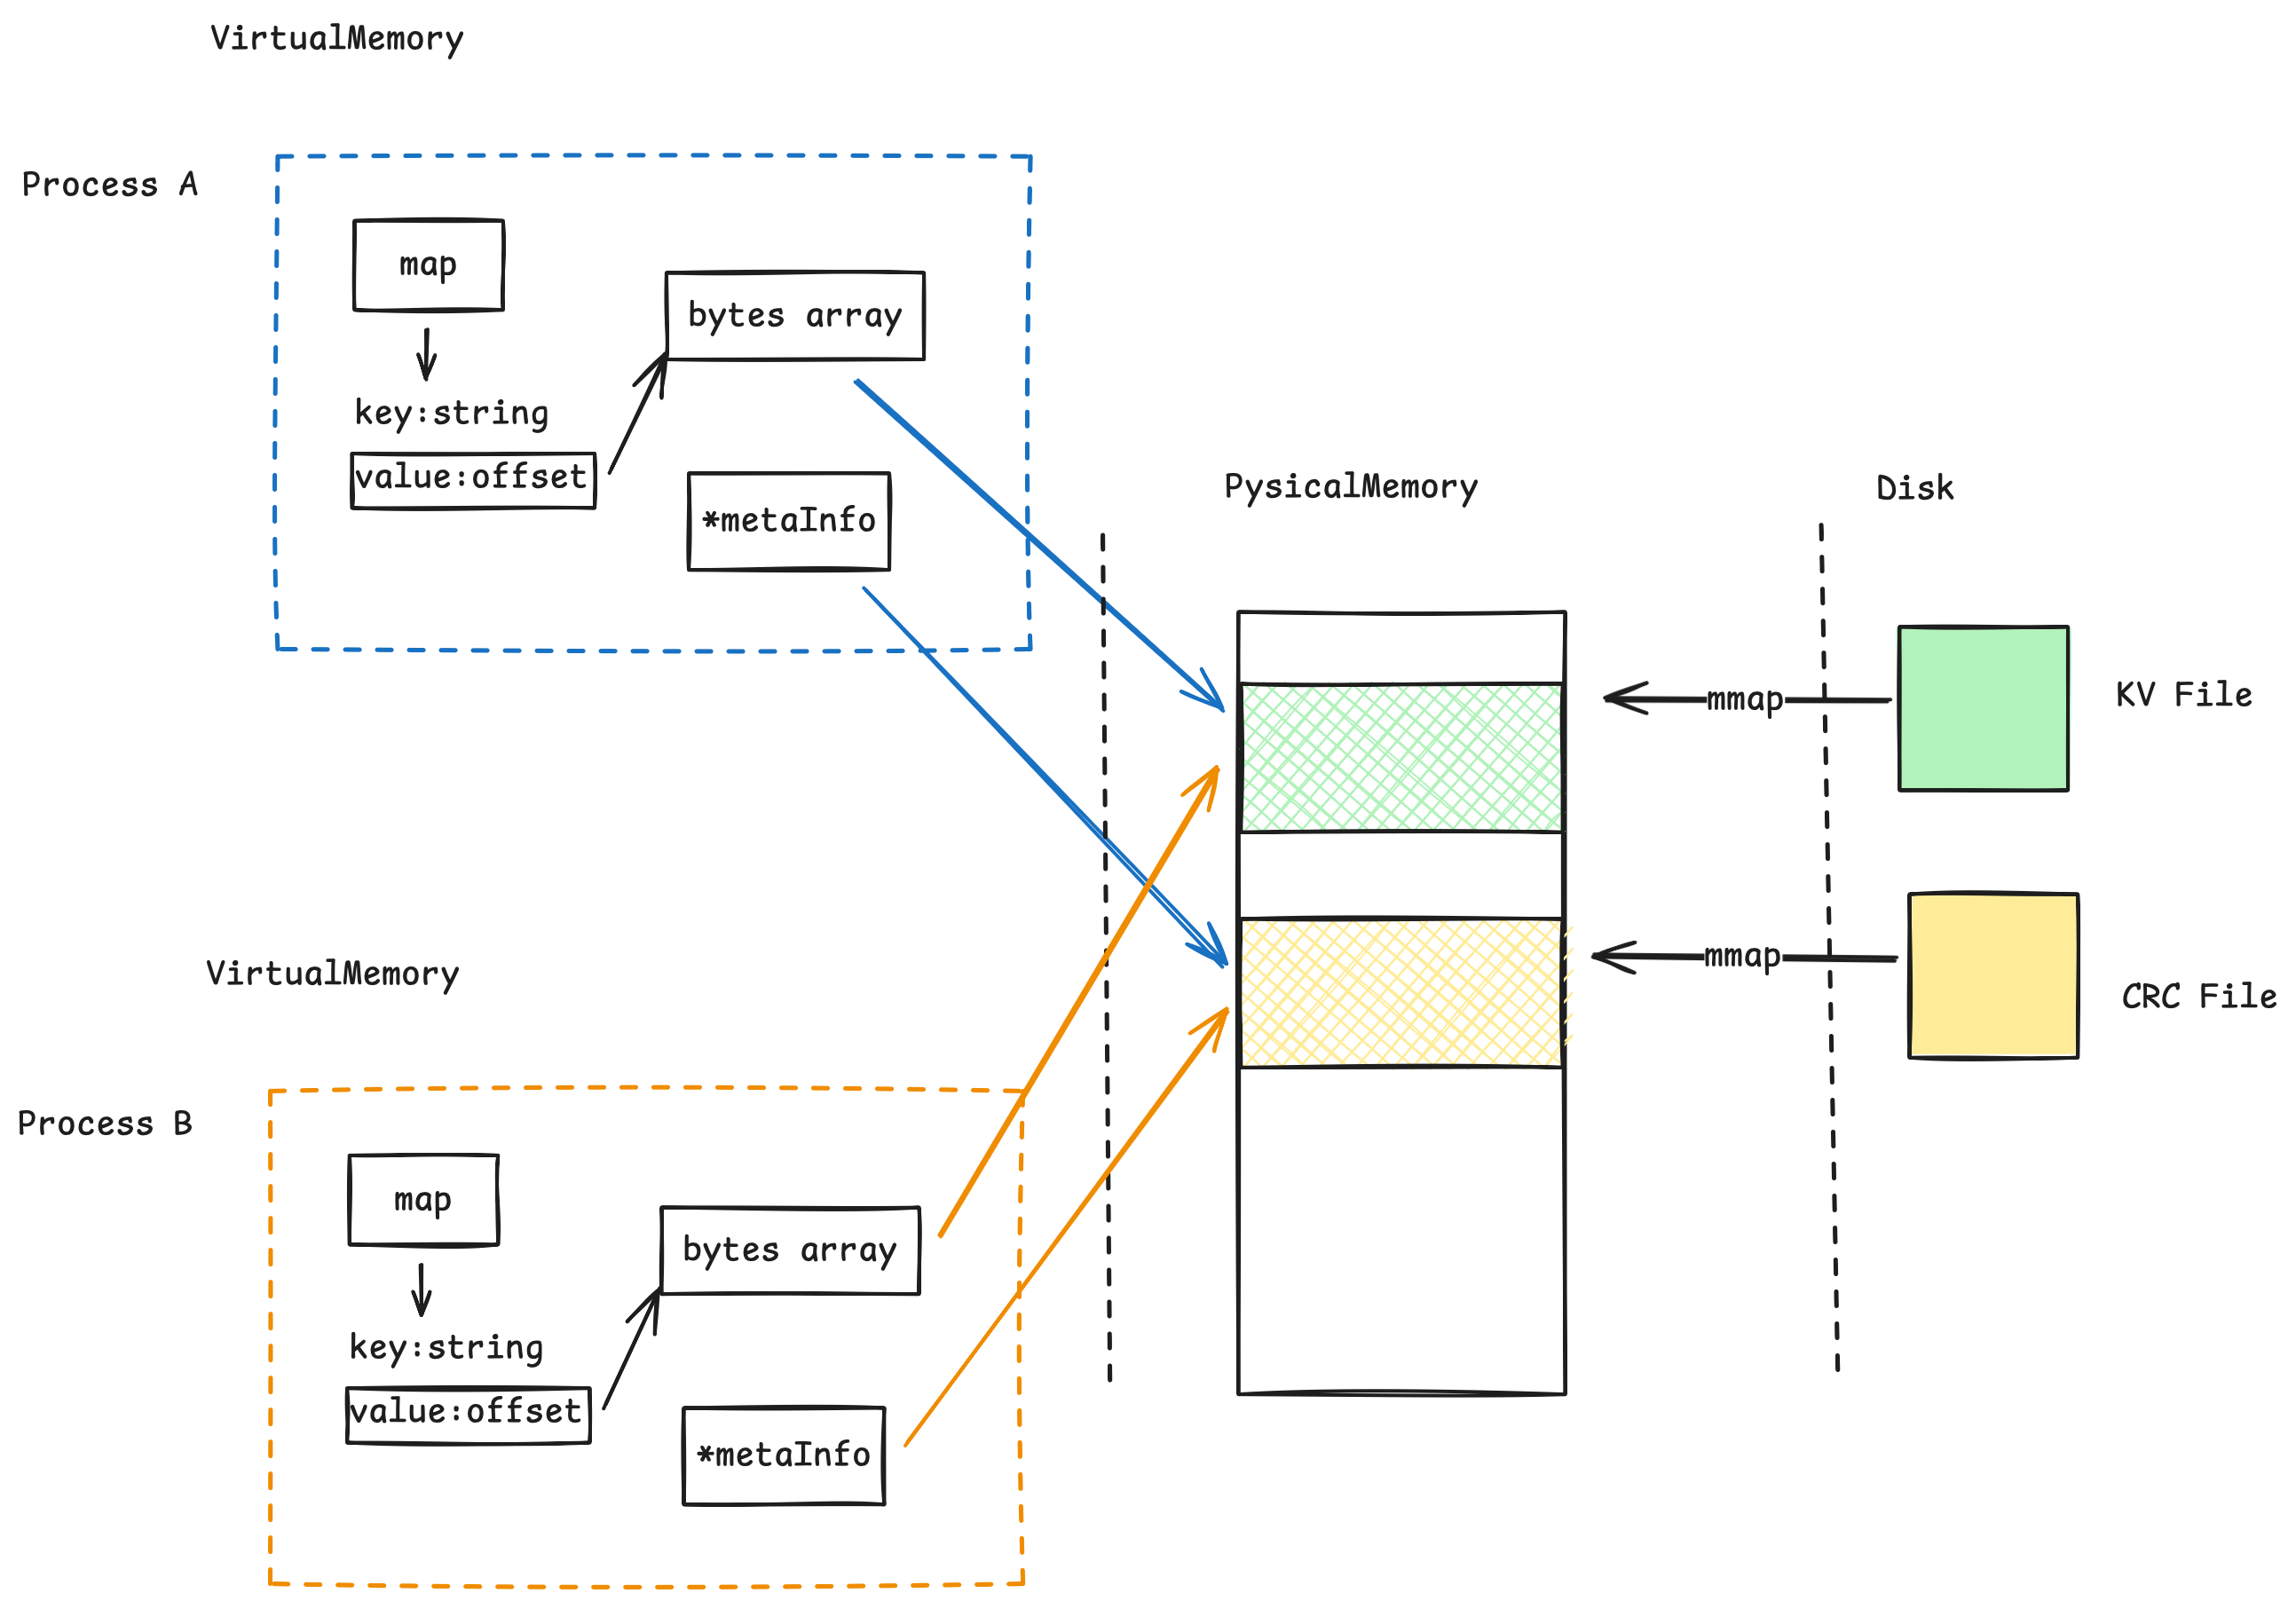 VirtualMemory
Process A
map
bytes array
key:string
value:offset
*metaInfo
PysicalMemory
Disk
mmap
KV File
mmap
CRC File
VirtualMemory
Process B
map
bytes array
key:string
value:offset
*metaInfo